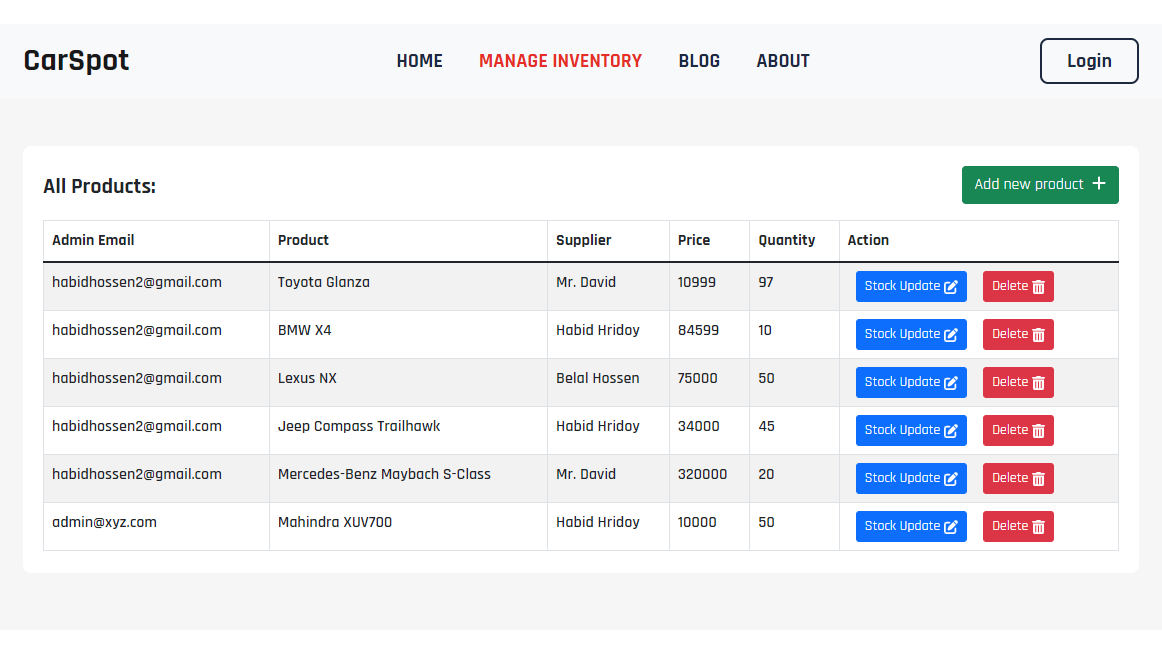 CarSpot HOME MANAGE INVENTORY BLOG ABOUT Login
All Products: Add new product
Admin Email Product Supplier Price Quantity Action
habidhossen2@gmail.com Toyota Glanza Mr. David 10999 97 Stock Update Delete
habidhossen2@gmail.com BMW X4 Habid Hridoy 84599 10 Stock Update Delete
habidhossen2@gmail.com Lexus NX Belal Hossen 75000 50 Stock Update Delete
habidhossen2@gmail.com Jeep Compass Trailhawk Habid Hridoy 34000 45 Stock Update Delete
habidhossen2@gmail.com Mercedes-Benz Maybach S-Class Mr. David 320000 20 Stock Update Delete
admin@xyz.com Mahindra XUV700 Habid Hridoy 10000 50 Stock Update Delete